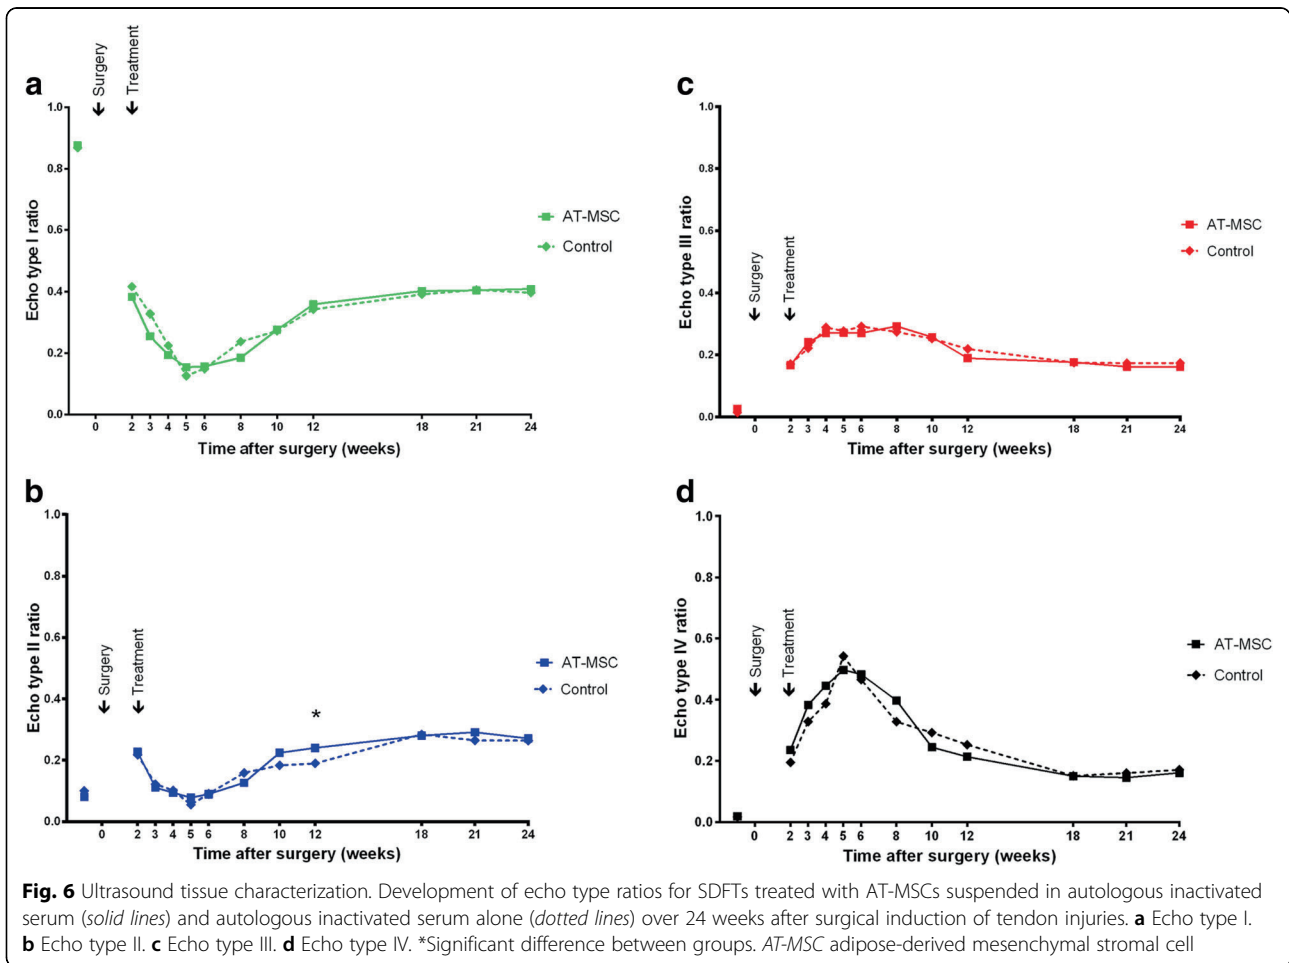 a
Surgery
Treatment
1.0
0.8
0.6
0.4
0.2
0.0
Echo type I ratio
AT-MSC
Control
0 2 3 4 5 6 8 10 12 18 21 24
Time after surgery (weeks)
c
Surgery
Treatment
1.0
0.8
0.6
0.4
0.2
0.0
Echo type III ratio
AT-MSC
Control
0 2 3 4 5 6 8 10 12 18 21 24
Time after surgery (weeks)
b
Surgery
Treatment
1.0
0.8
0.6
0.4
0.2
0.0
Echo type II ratio
*
AT-MSC
Control
0 2 3 4 5 6 8 10 12 18 21 24
Time after surgery (weeks)
d
Surgery
Treatment
1.0
0.8
0.6
0.4
0.2
0.0
Echo type IV ratio
AT-MSC
Control
0 2 3 4 5 6 8 10 12 18 21 24
Time after surgery (weeks)
Fig. 6 Ultrasound tissue characterization. Development of echo type ratios for SDFTs treated with AT-MSCs suspended in autologous inactivated
serum (solid lines) and autologous inactivated serum alone (dotted lines) over 24 weeks after surgical induction of tendon injuries. a Echo type I.
b Echo type II. c Echo type III. d Echo type IV. *Significant difference between groups. AT-MSC adipose-derived mesenchymal stromal cell